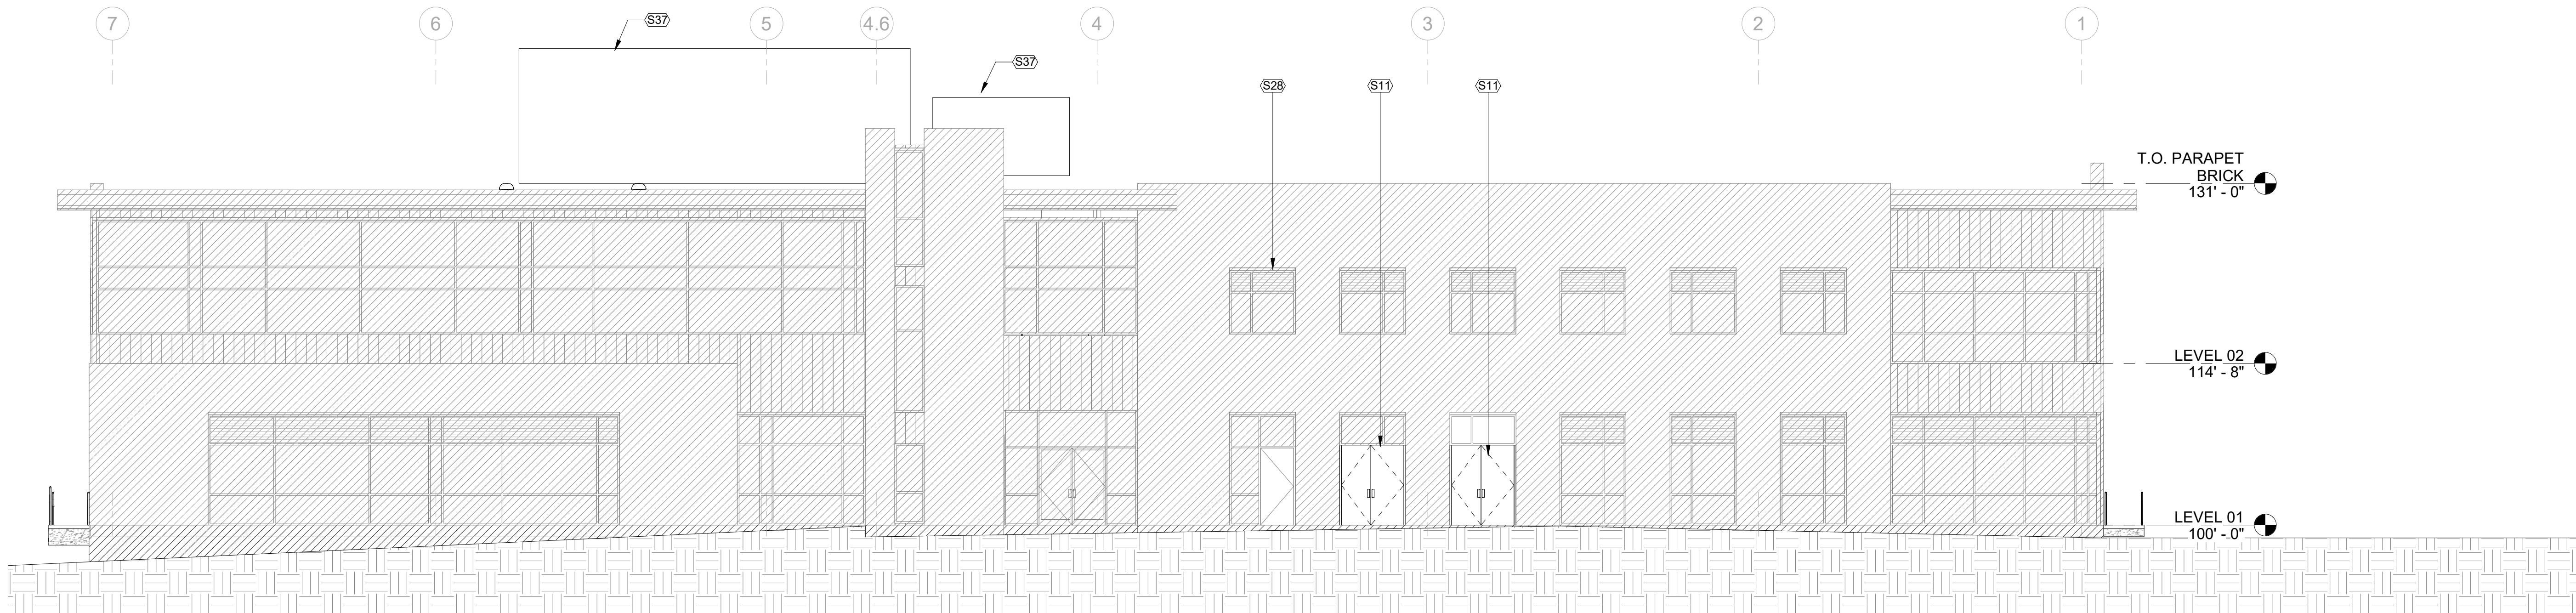 7
6
5
4.6
4
3
2
1
S37
S37
S28
S11
S11
T.O. PARAPET
BRICK
131' - 0"
LEVEL 02
114' - 8"
LEVEL 01
100' - 0"